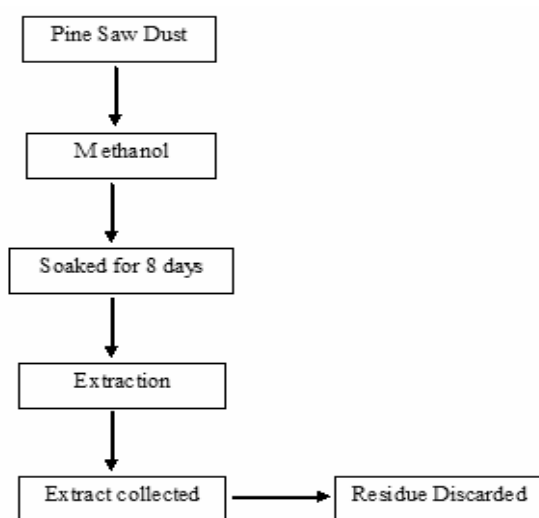 Pine Saw Dust
Methanol
Soaked for 8 days
Extraction
Extract collected
Residue Discarded